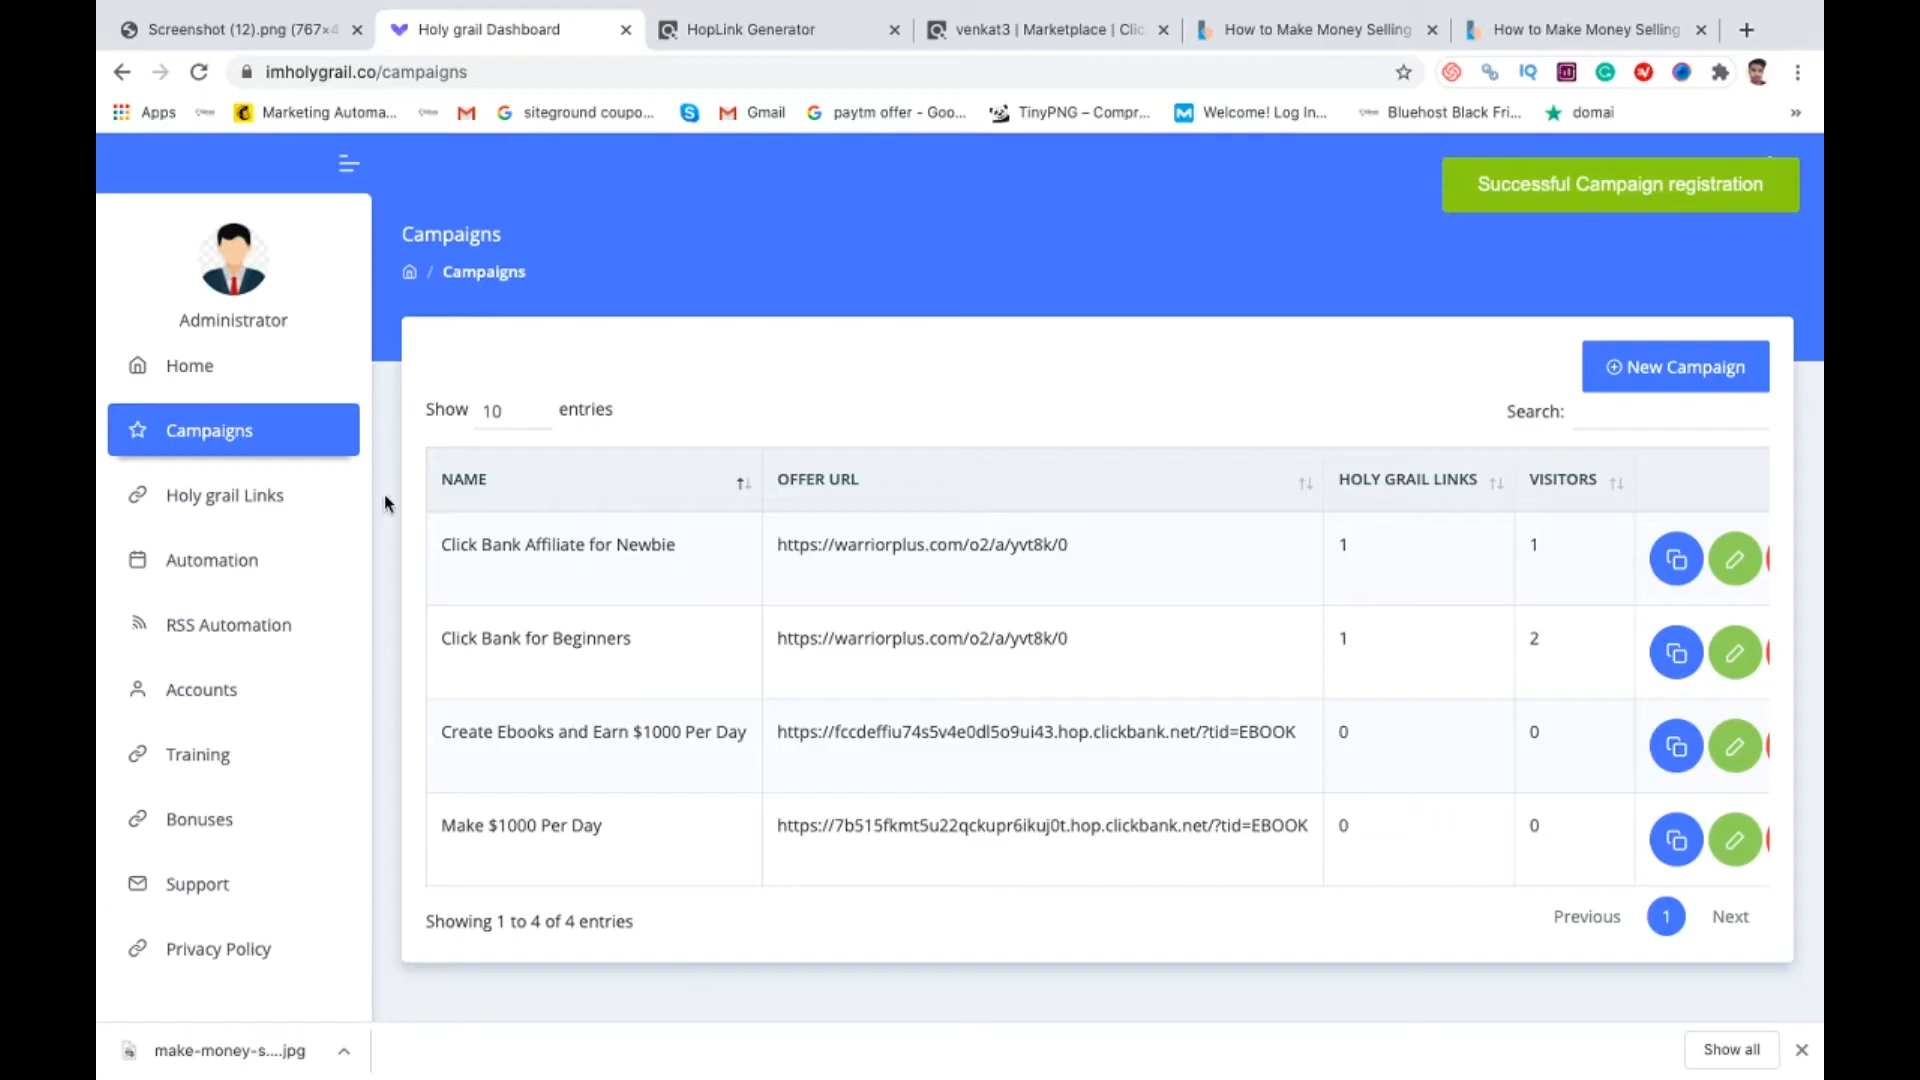 Screenshot (12).png (767×4
Holy grail Dashboard
HopLink Generator
venkat3 | Marketplace | Clic
How to Make Money Selling
How to Make Money Selling
imholygrail.co/campaigns
IQ
Apps
Marketing Automa...
siteground coupo...
Gmail
paytm offer - Goo...
TinyPNG – Compr...
Welcome! Log In...
Bluehost Black Fri...
domai
Successful Campaign registration
Campaigns
/ Campaigns
Administrator
Home
Campaigns
Holy grail Links
Automation
RSS Automation
Accounts
Training
Bonuses
Support
Privacy Policy
New Campaign
Show 10 entries
Search:
NAME OFFER URL HOLY GRAIL LINKS VISITORS
Click Bank Affiliate for Newbie https://warriorplus.com/o2/a/yvt8k/0 1 1
Click Bank for Beginners https://warriorplus.com/o2/a/yvt8k/0 1 2
Create Ebooks and Earn $1000 Per Day https://fccdeffiu74s5v4e0dl5o9ui43.hop.clickbank.net/?tid=EBOOK 0 0
Make $1000 Per Day https://7b515fkmt5u22qckupr6ikuj0t.hop.clickbank.net/?tid=EBOOK 0 0
Showing 1 to 4 of 4 entries
Previous 1 Next
make-money-s....jpg
Show all